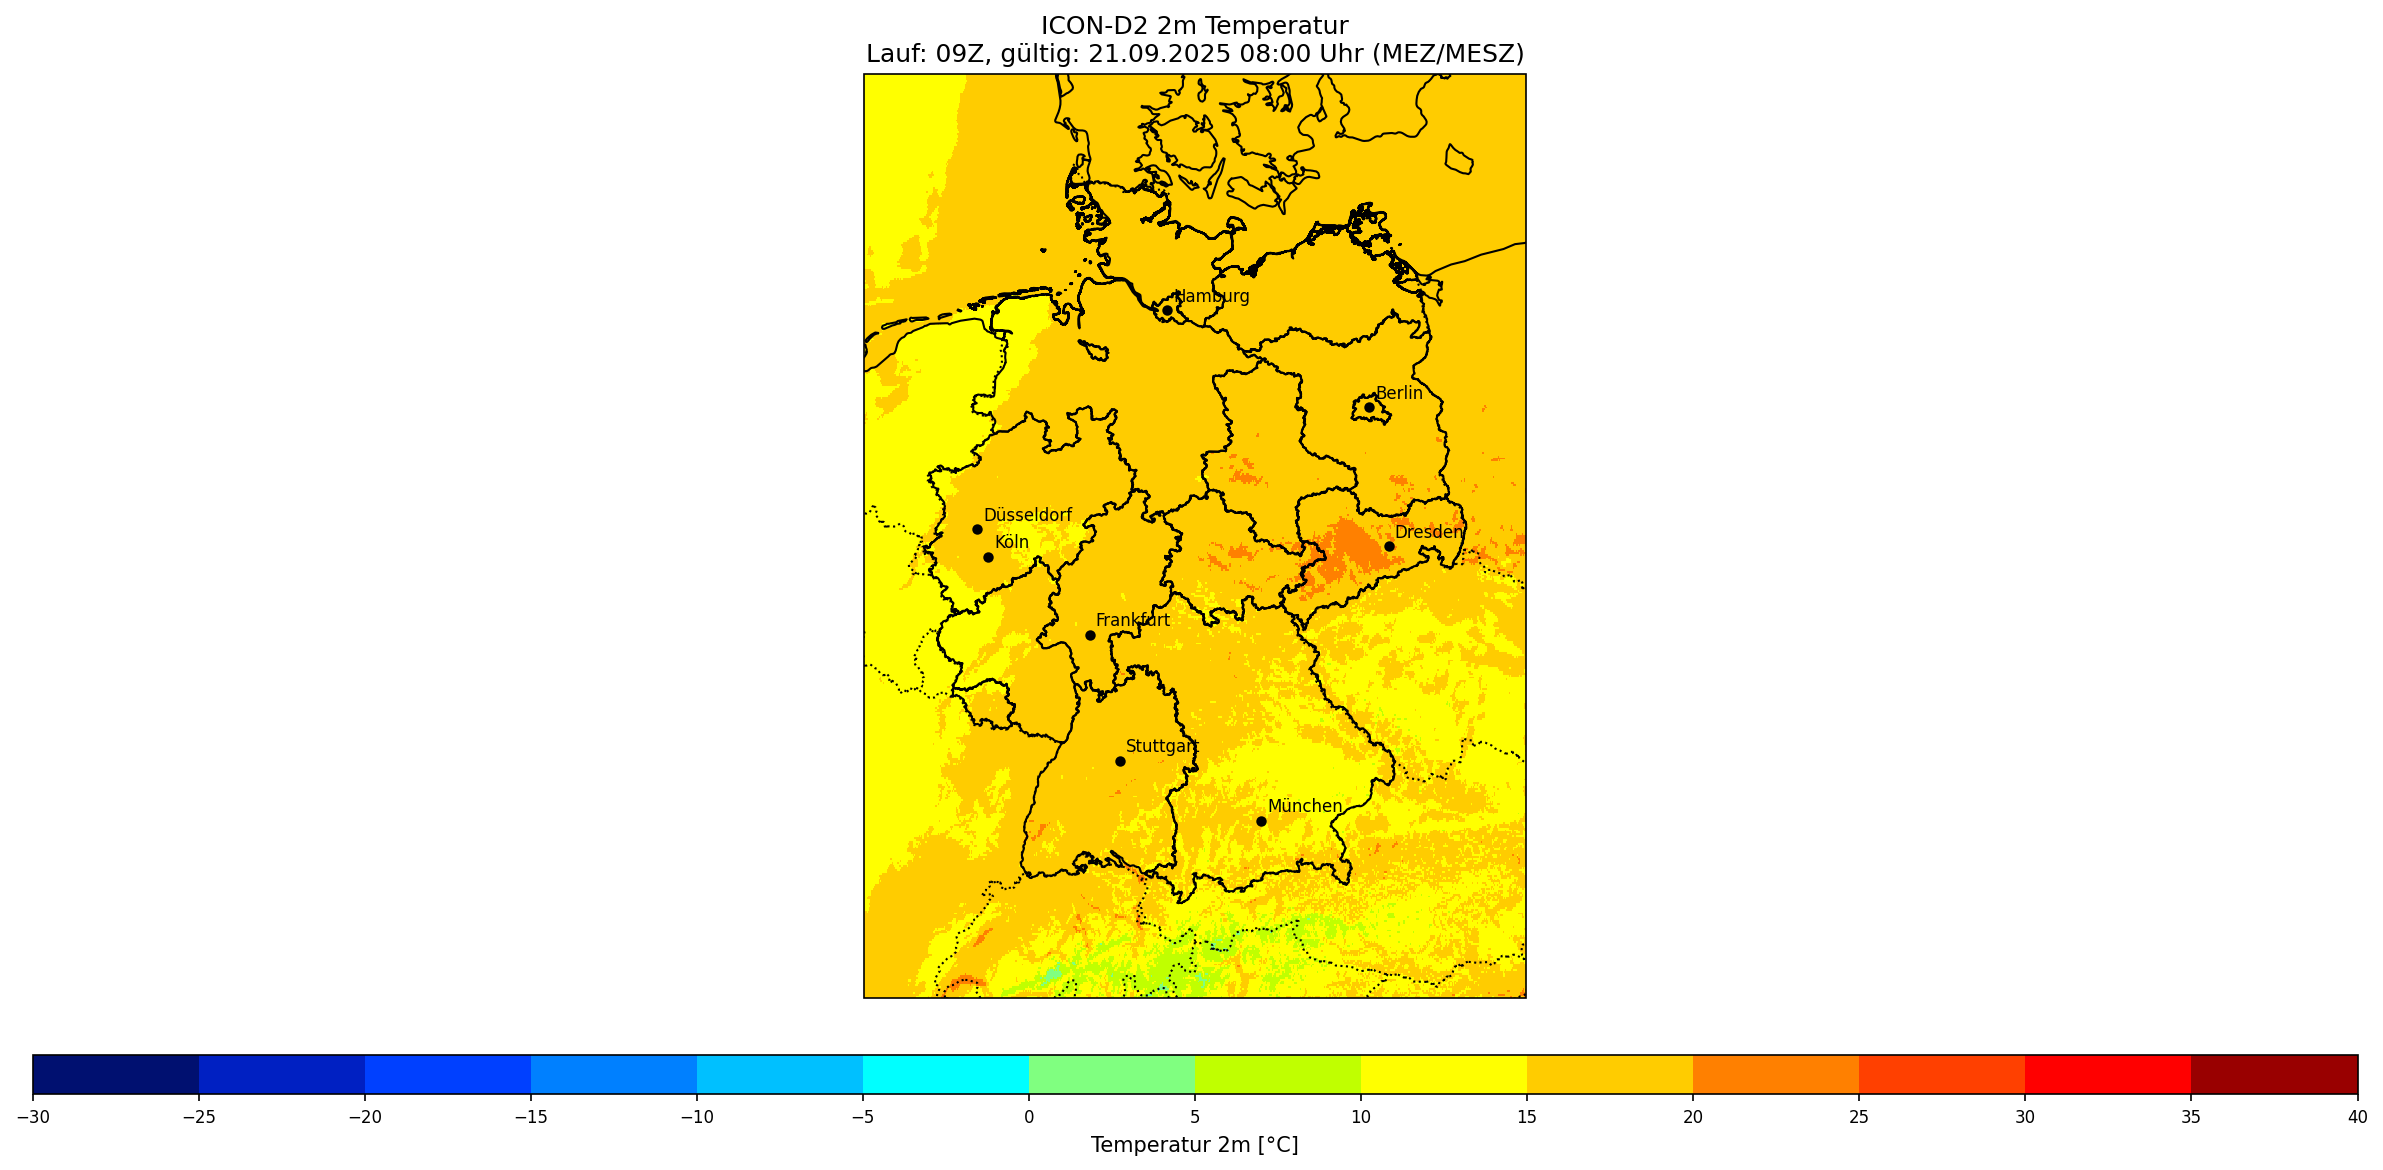 ICON-D2 2m Temperatur
Lauf: 09Z, gültig: 21.09.2025 08:00 Uhr (MEZ/MESZ)
Hamburg
Berlin
Düsseldorf
Köln
Dresden
Frankfurt
Stuttgart
München
−30 −25 −20 −15 −10 −5 0 5 10 15 20 25 30 35 40
Temperatur 2m [°C]